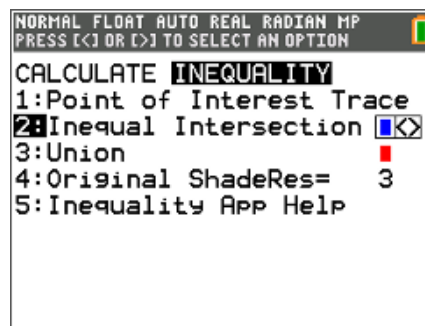 NORMAL FLOAT AUTO REAL RADIAN MP
PRESS [<] OR [>] TO SELECT AN OPTION
CALCULATE INEQUALITY
1:Point of Interest Trace
2:Inequal Intersection
3:Union
4:Original ShadeRes= 3
5:Inequality App Help